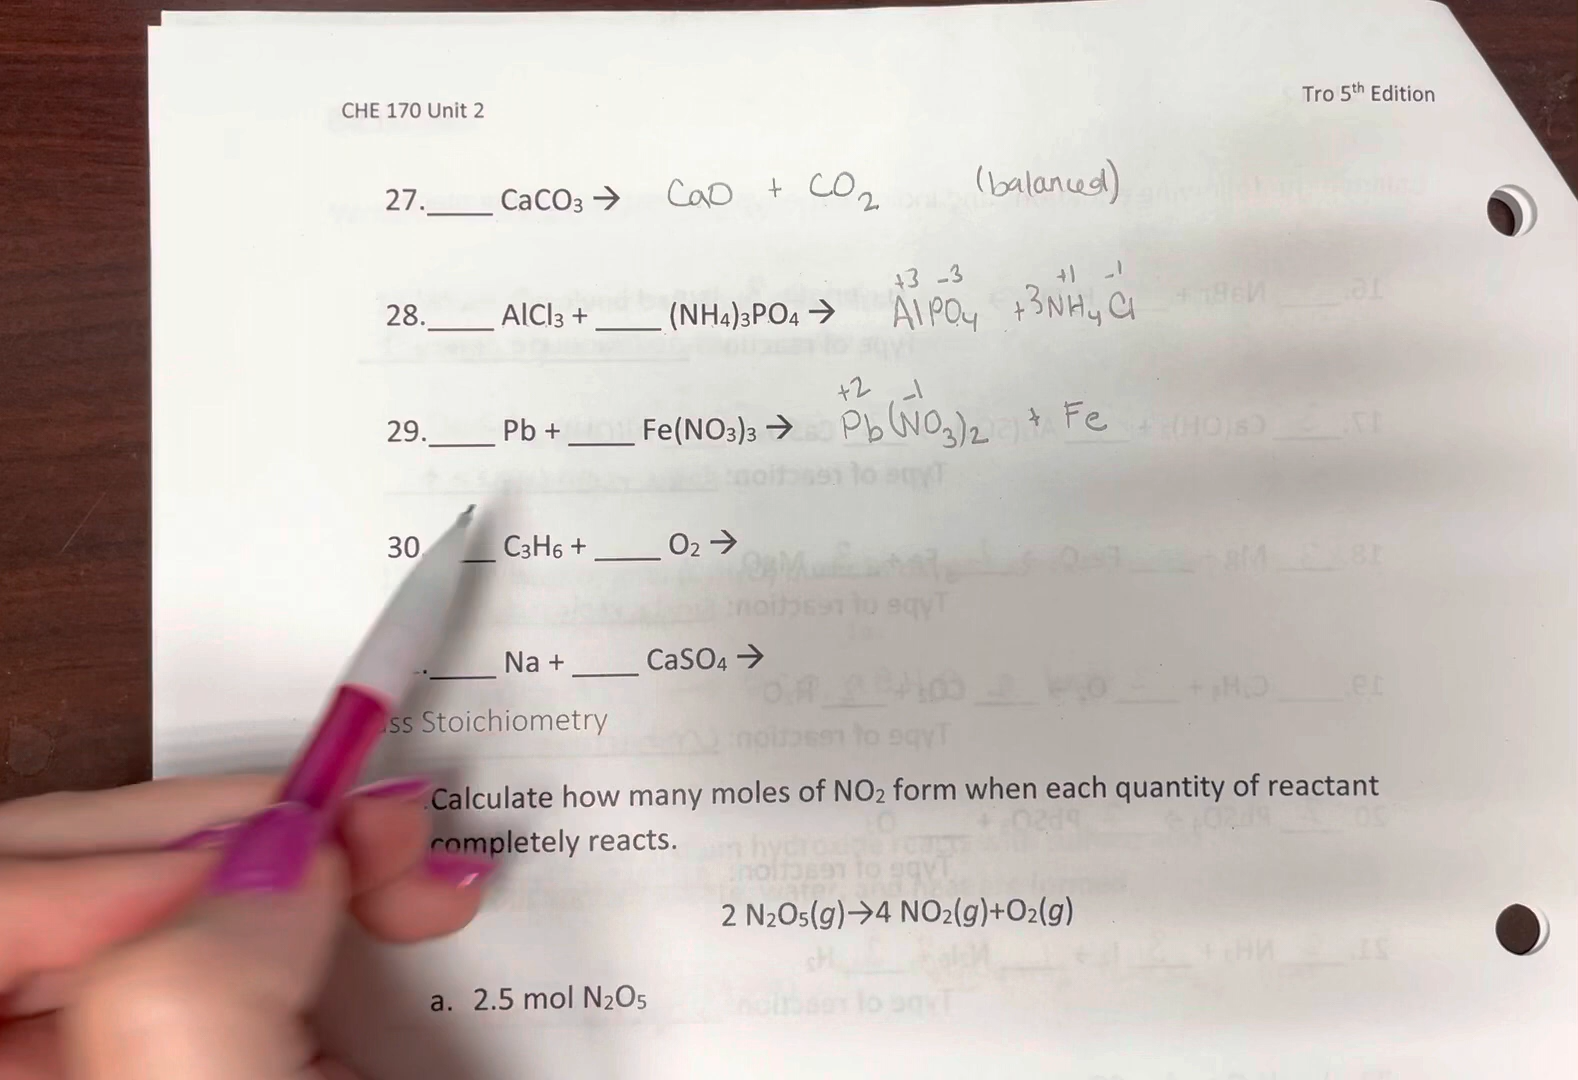 CHE 170 Unit 2
Tro 5th Edition
27.____ CaCO3 → CaO + CO2 (balanced)
+3 -3 +1 -1
28.____ AlCl3 + ____ (NH4)3PO4 → AlPO4 + 3NH4Cl
+2 -1
29.____ Pb + ____ Fe(NO3)3 → Pb(NO3)2 + Fe
30. __ C3H6 + ____ O2 →
.____ Na + ____ CaSO4 →
ss Stoichiometry
Calculate how many moles of NO2 form when each quantity of reactant
completely reacts.
2 N2O5(g)→4 NO2(g)+O2(g)
a. 2.5 mol N2O5